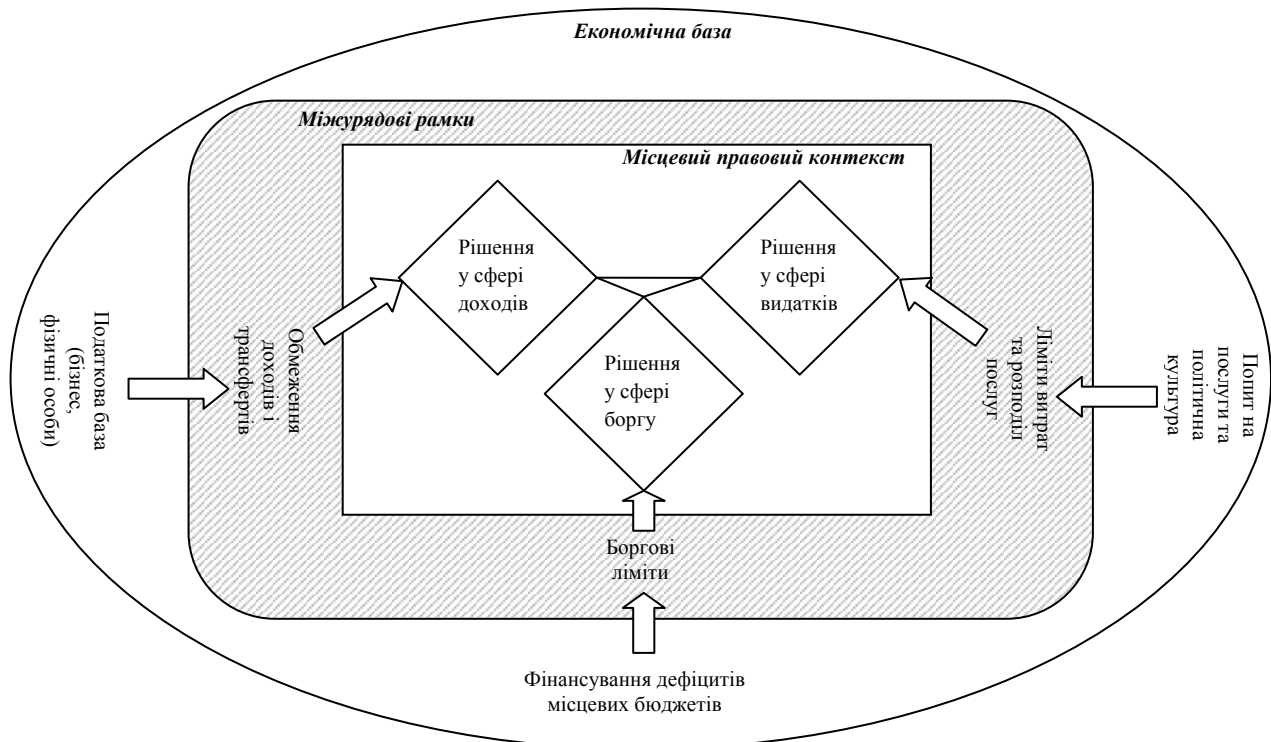 Економічна база
Міжурядові рамки
Місцевий правовий контекст
Рішення
у сфері
доходів
Рішення
у сфері
видатків
Рішення
у сфері
боргу
Податкова база
(бізнес,
фізичні особи)
Обмеження
доходів і
трансфертів
Ліміти витрат
та розподіл
послуг
Попит на
послуги та
політична
культура
Боргові
ліміти
Фінансування дефіцитів
місцевих бюджетів